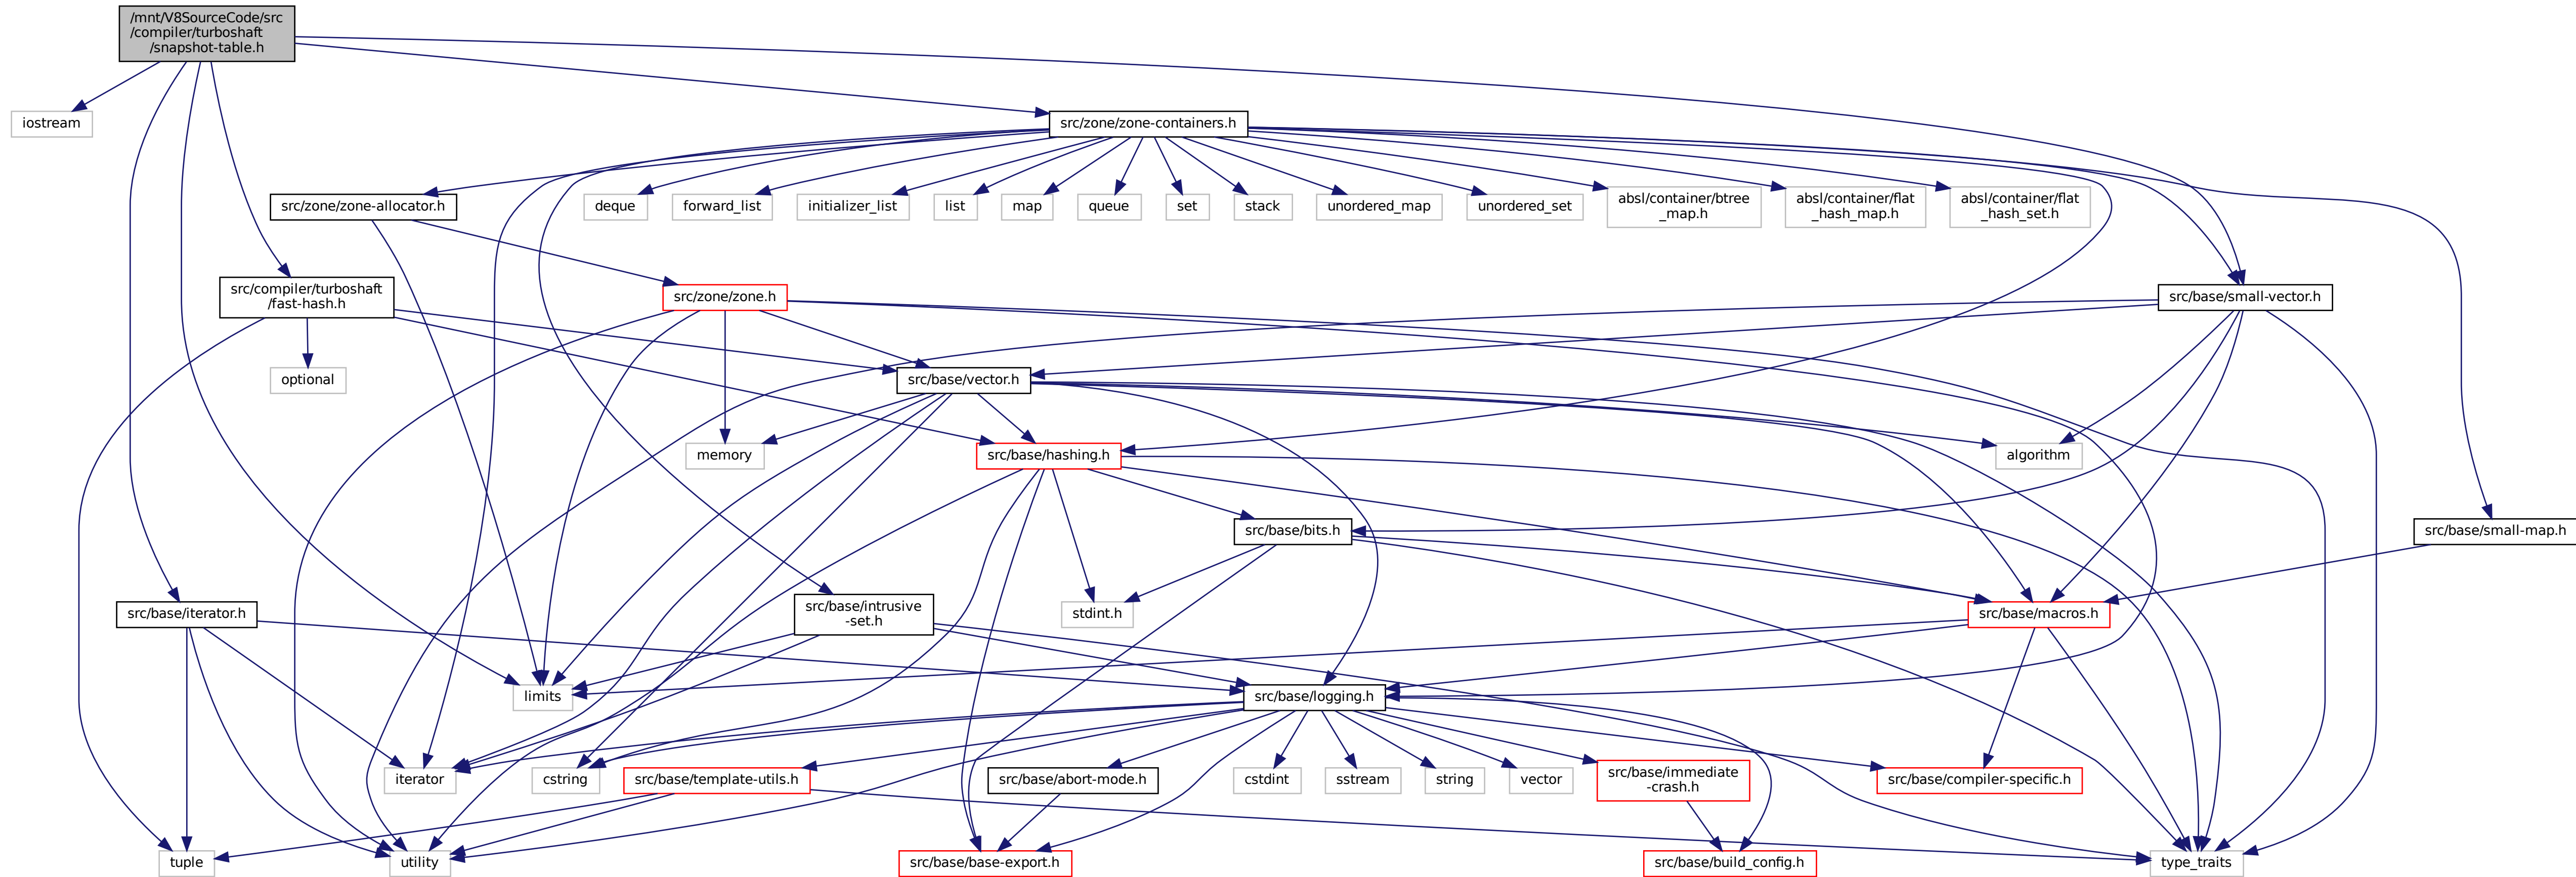 /mnt/V8SourceCode/src
/compiler/turboshaft
/snapshot-table.h
iostream
src/zone/zone-containers.h
src/zone/zone-allocator.h
deque
forward_list
initializer_list
list
map
queue
set
stack
unordered_map
unordered_set
absl/container/btree
_map.h
absl/container/flat
_hash_map.h
absl/container/flat
_hash_set.h
src/compiler/turboshaft
/fast-hash.h
src/zone/zone.h
src/base/small-vector.h
optional
src/base/vector.h
memory
src/base/hashing.h
algorithm
src/base/bits.h
src/base/small-map.h
src/base/iterator.h
src/base/intrusive
-set.h
stdint.h
src/base/macros.h
limits
src/base/logging.h
iterator
cstring
src/base/template-utils.h
src/base/abort-mode.h
cstdint
sstream
string
vector
src/base/immediate
-crash.h
src/base/compiler-specific.h
tuple
utility
src/base/base-export.h
src/base/build_config.h
type_traits